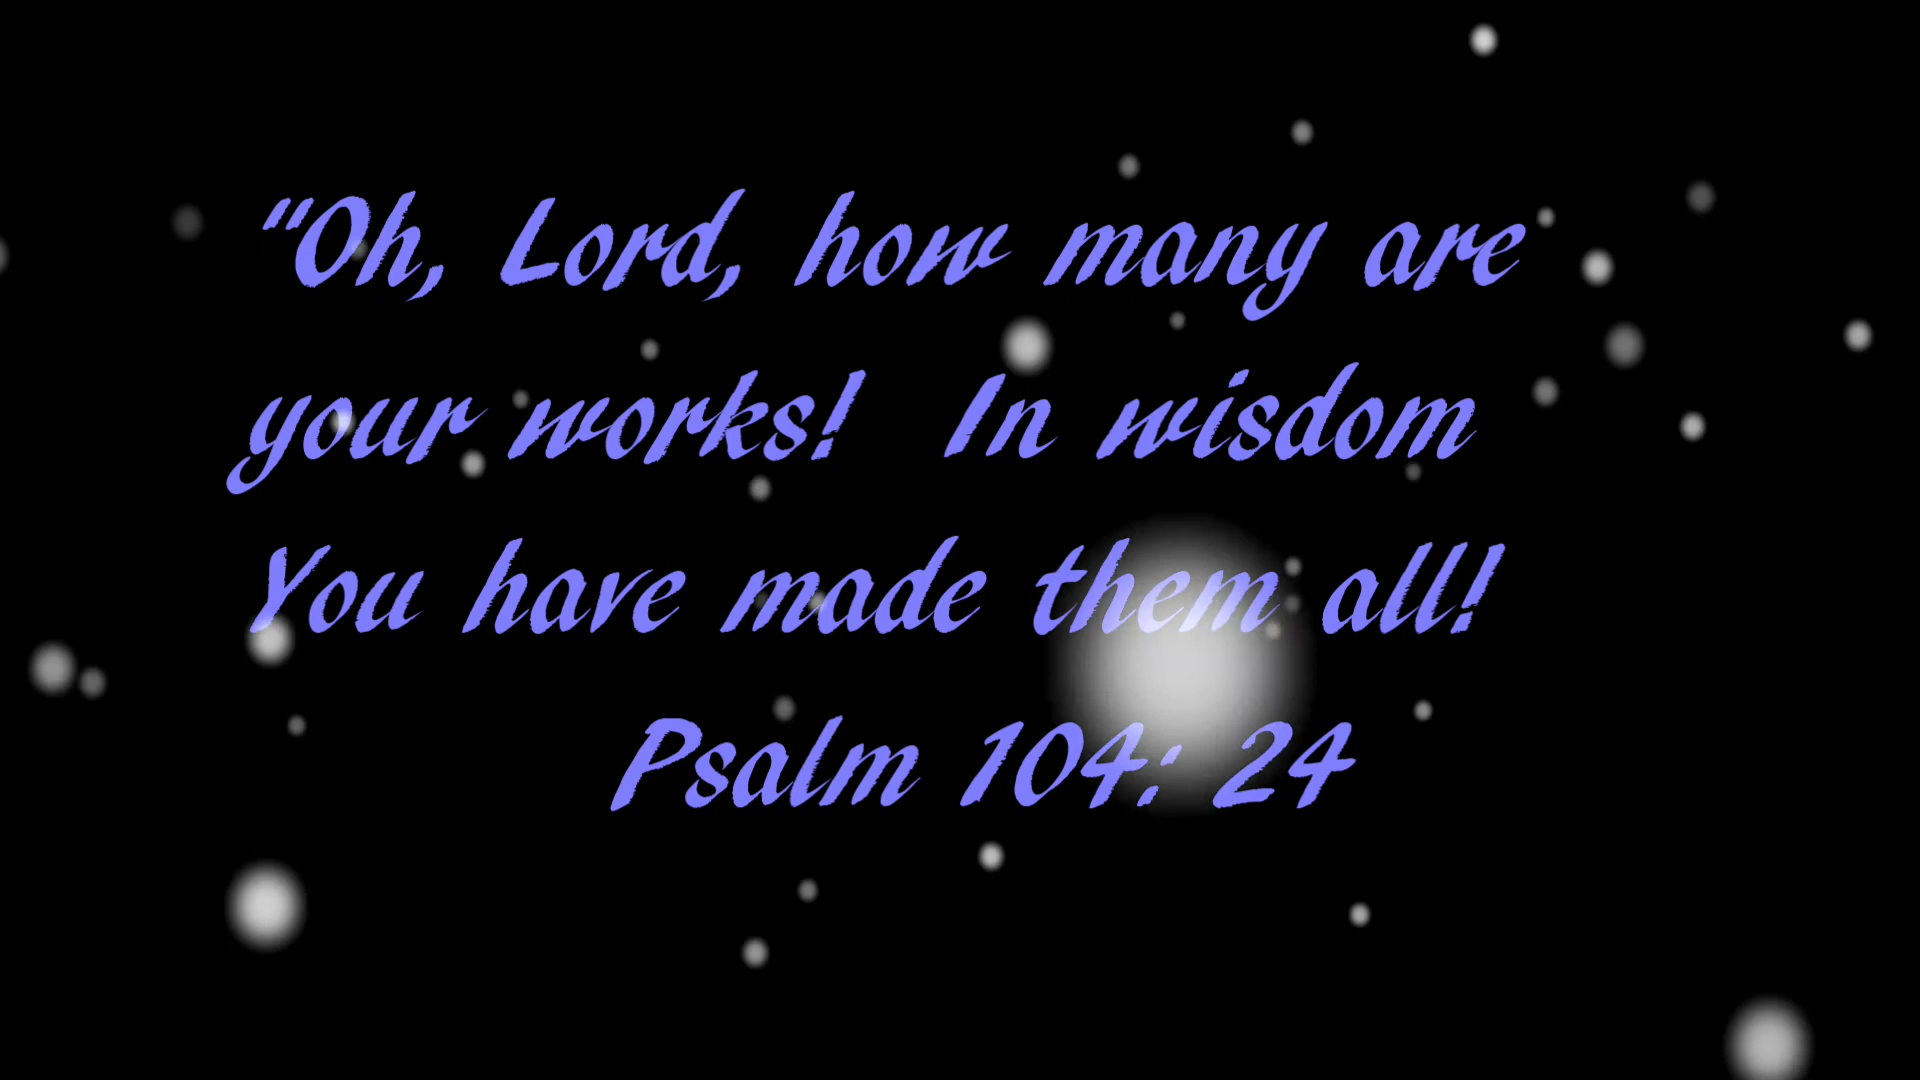 “Oh, Lord, how many are
your works!  In wisdom
You have made them all!
Psalm 104: 24